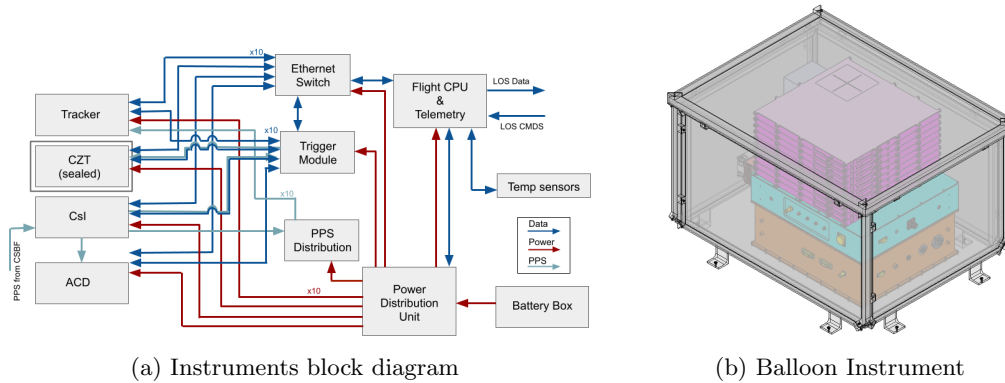 x10
Ethernet
Switch
Flight CPU
&
Telemetry
LOS Data
LOS CMDS
Tracker
x10
Trigger
Module
CZT
(sealed)
Temp sensors
x10
CsI
PPS
Distribution
Data
Power
PPS
PPS from CSBF
ACD
x10
Power
Distribution
Unit
Battery Box
(a) Instruments block diagram
(b) Balloon Instrument